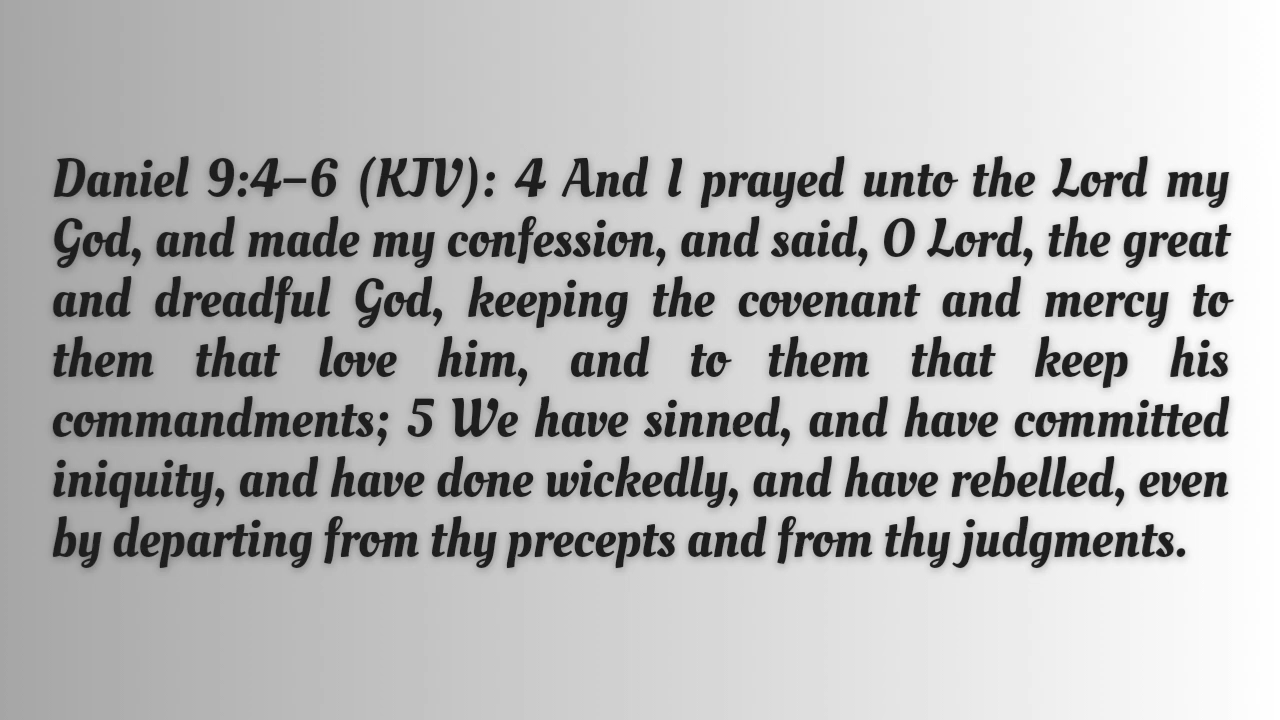 Daniel 9:4–6 (KJV): 4 And I prayed unto the Lord my
God, and made my confession, and said, O Lord, the great
and dreadful God, keeping the covenant and mercy to
them that love him, and to them that keep his
commandments; 5 We have sinned, and have committed
iniquity, and have done wickedly, and have rebelled, even
by departing from thy precepts and from thy judgments.